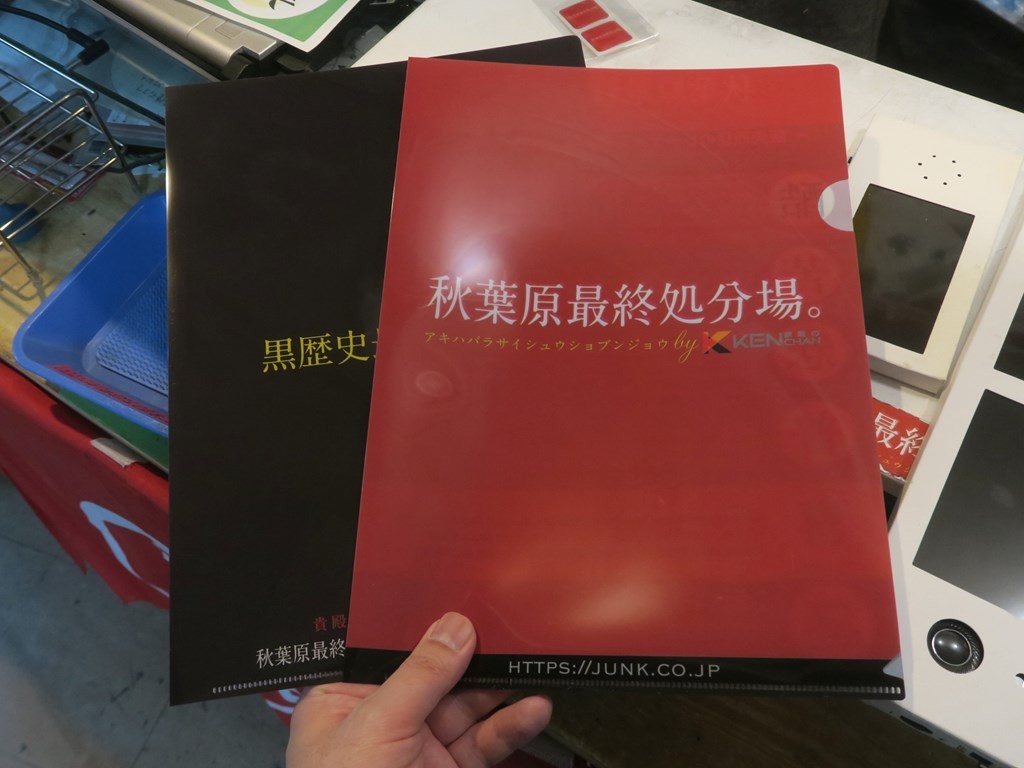 秋葉原最終処分場。
アキハバラサイシュウショブンジョウ by KEN
HTTPS://JUNK.CO.JP
黒歴史
貴殿
秋葉原最終
最終